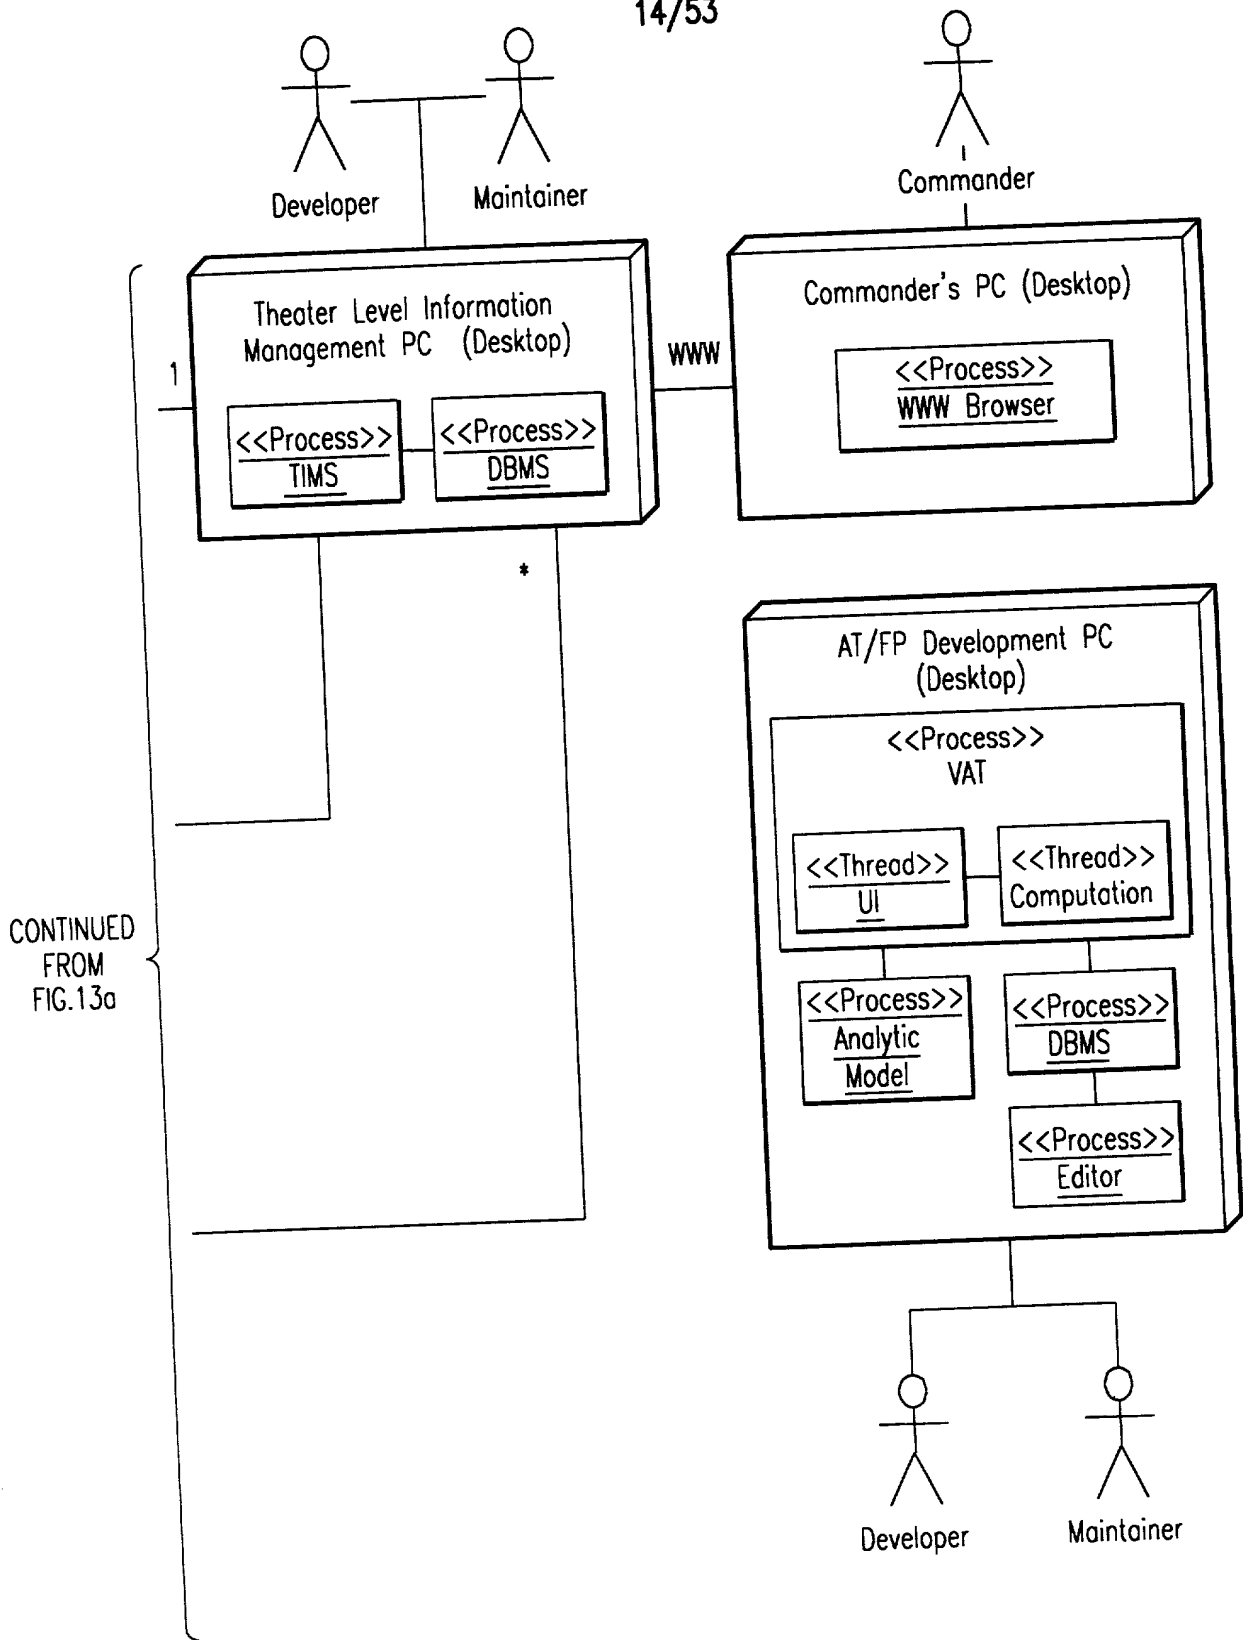 14/53
Developer
Maintainer
Commander
Theater Level Information
Management PC (Desktop)
<<Process>>
TIMS
<<Process>>
DBMS
1
*
WWW
Commander's PC (Desktop)
<<Process>>
WWW Browser
AT/FP Development PC
(Desktop)
<<Process>>
VAT
<<Thread>>
UI
<<Thread>>
Computation
<<Process>>
Analytic
Model
<<Process>>
DBMS
<<Process>>
Editor
Developer
Maintainer
CONTINUED
FROM
FIG.13a